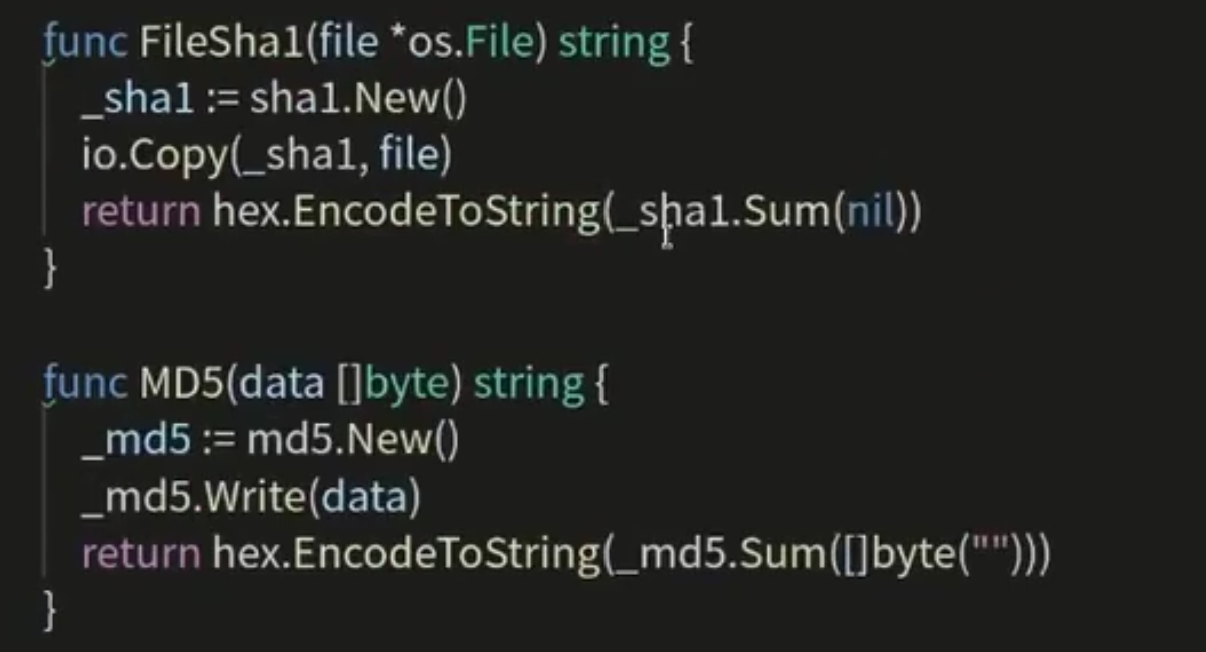 func FileSha1(file *os.File) string {
    _sha1 := sha1.New()
    io.Copy(_sha1, file)
    return hex.EncodeToString(_sha1.Sum(nil))
}

func MD5(data []byte) string {
    _md5 := md5.New()
    _md5.Write(data)
    return hex.EncodeToString(_md5.Sum([]byte("")))
}